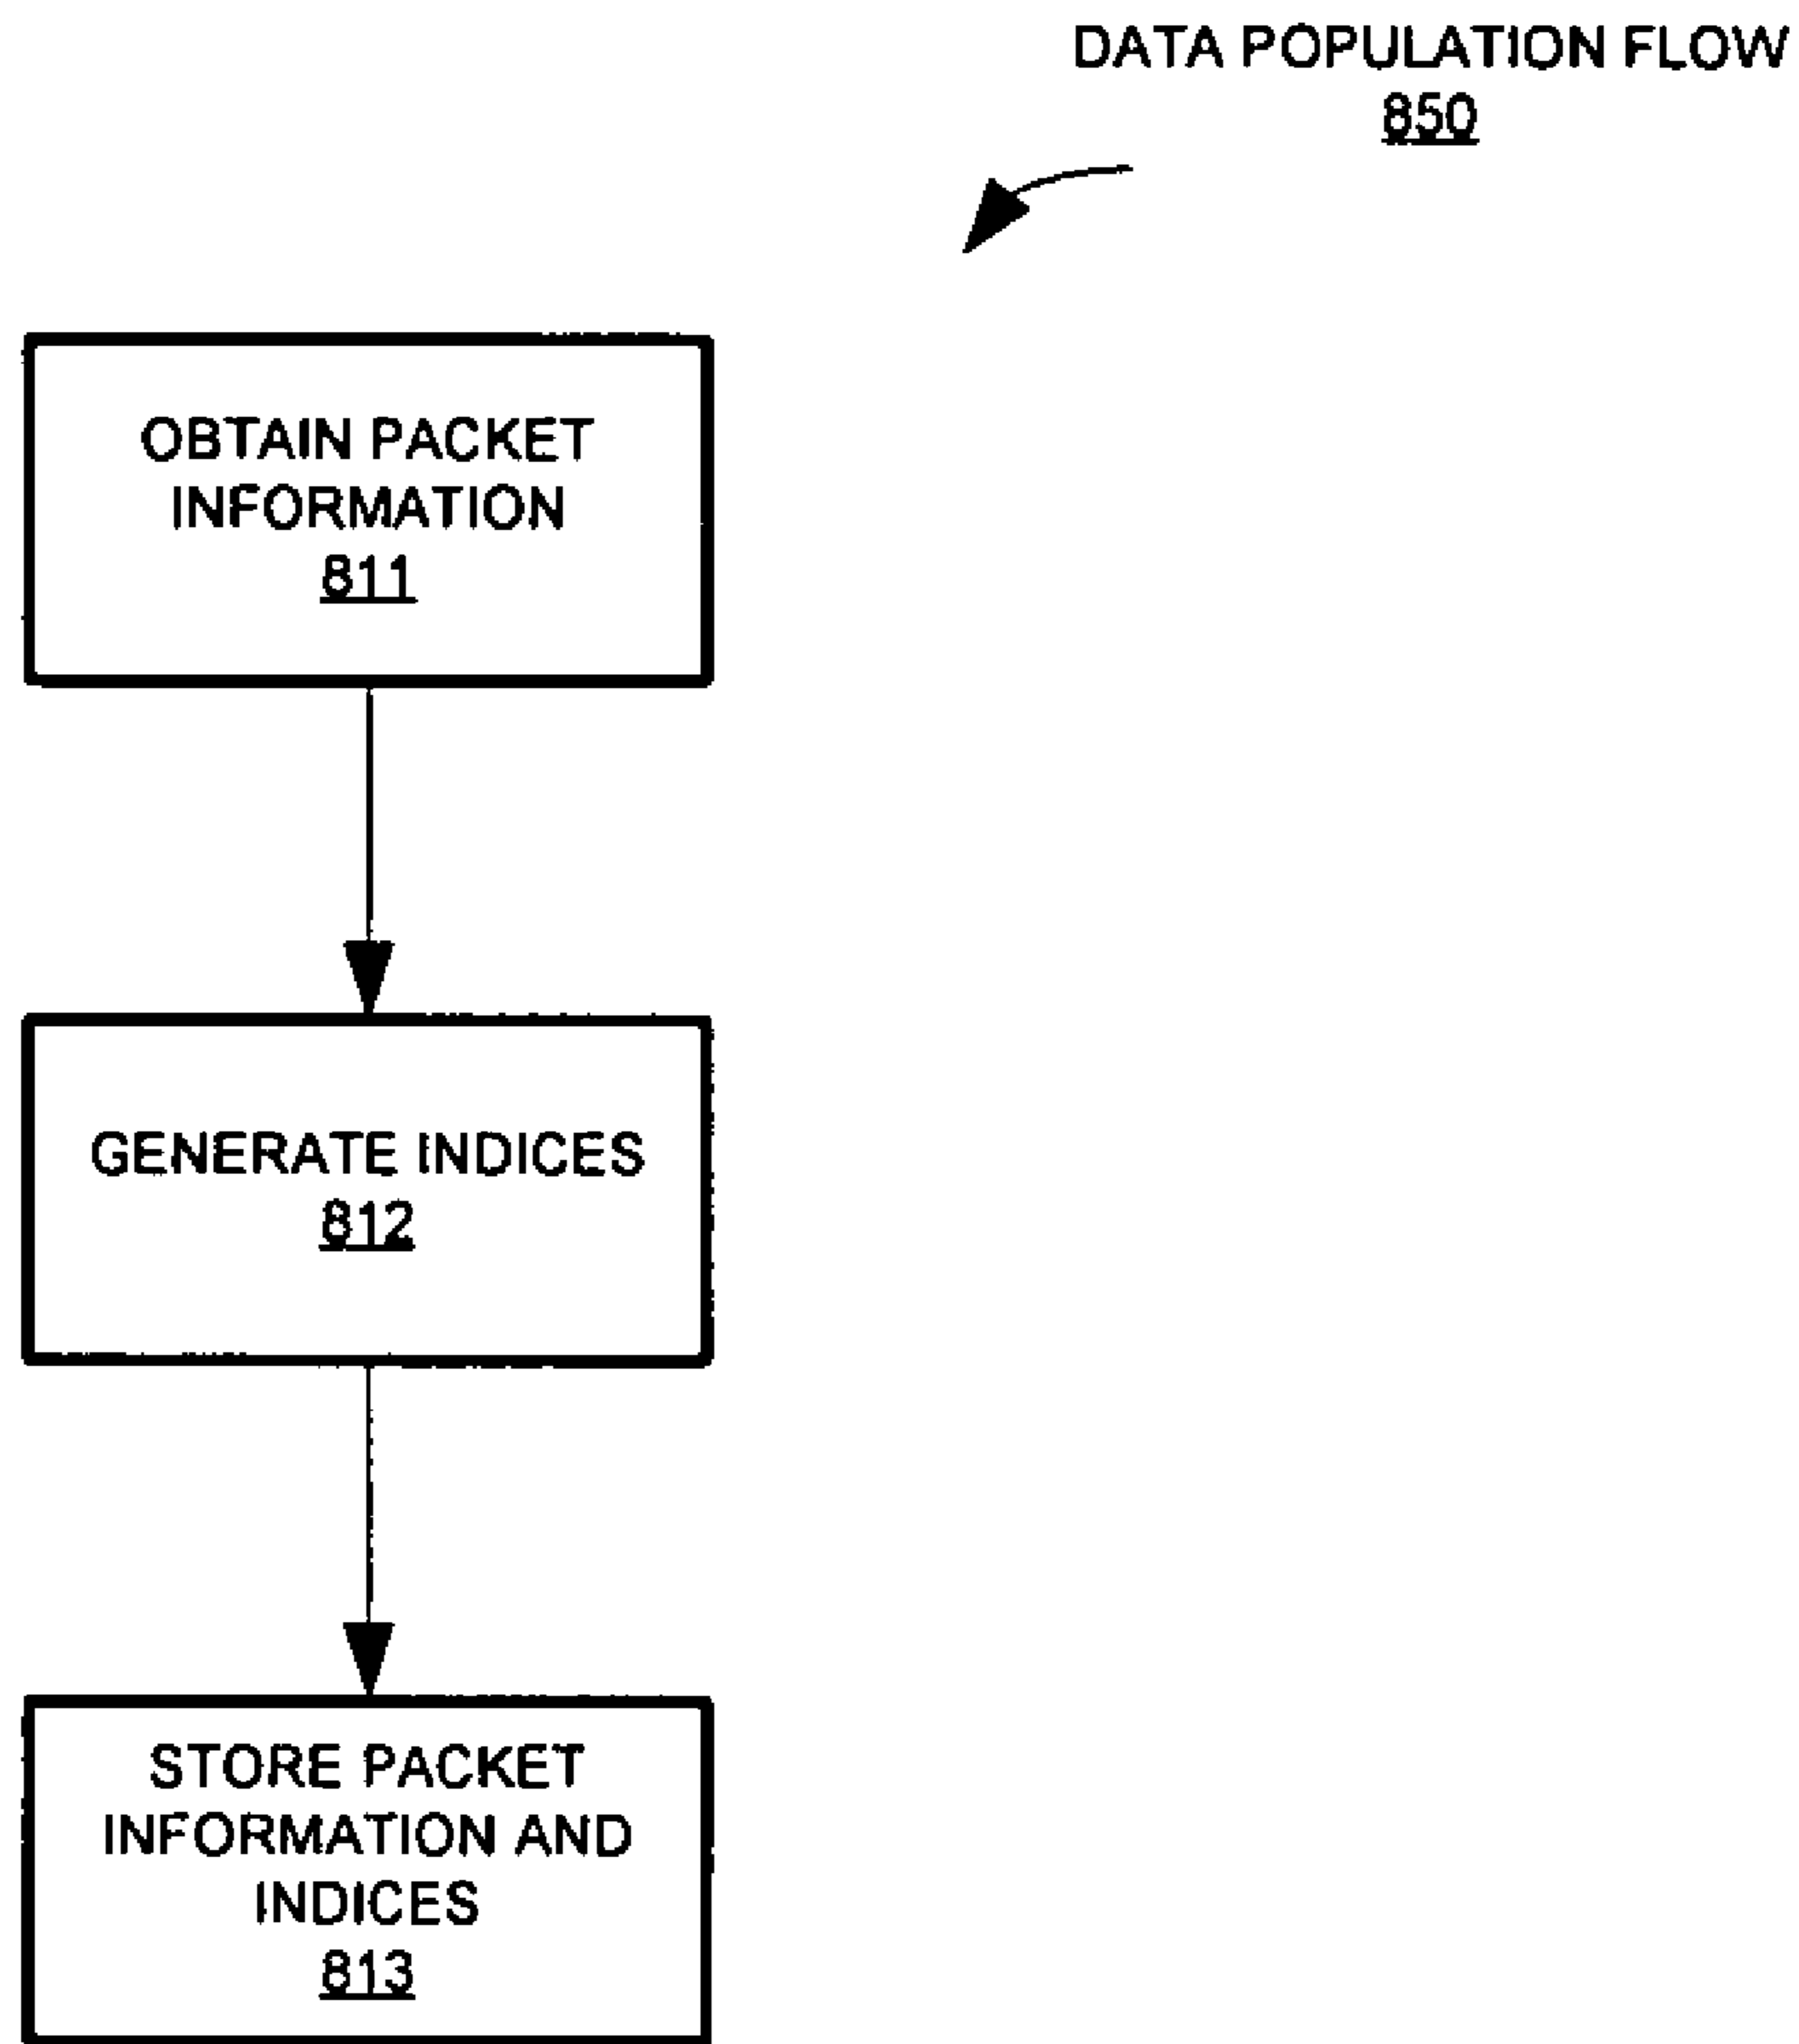 DATA POPULATION FLOW
850
OBTAIN PACKET
INFORMATION
811
GENERATE INDICES
812
STORE PACKET
INFORMATION AND
INDICES
813